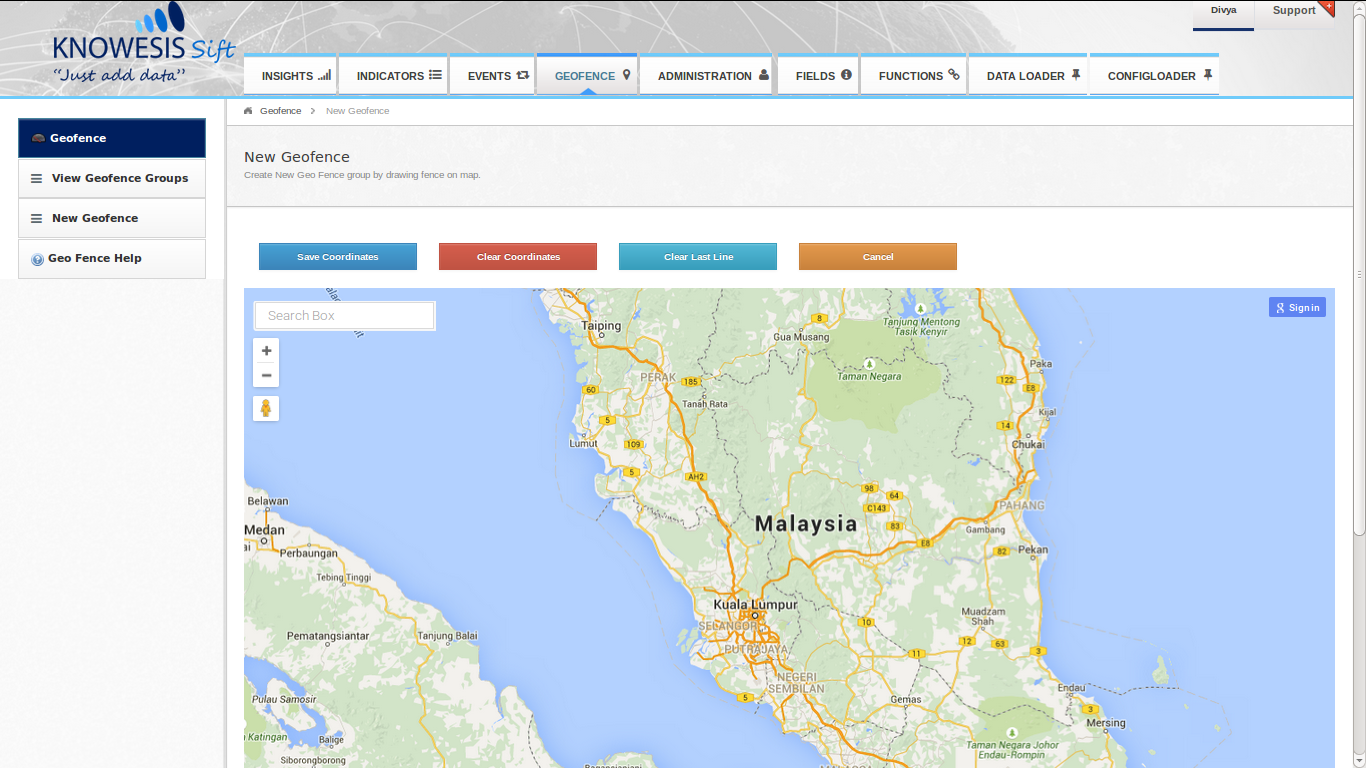 Divya
Support
KNOWESIS Sift
"Just add data"
INSIGHTS
INDICATORS
EVENTS
GEOFENCE
ADMINISTRATION
FIELDS
FUNCTIONS
DATA LOADER
CONFIGLOADER
Geofence
View Geofence Groups
New Geofence
Geo Fence Help
Geofence > New Geofence
New Geofence
Create New Geo Fence group by drawing fence on map.
Save Coordinates
Clear Coordinates
Clear Last Line
Cancel
Search Box
Sign in
+
−
Taiping
8
Gua Musang
Tanjung Mentong
Tasik Kenyir
Paka
PERAK
185
Taman Negara
122
E8
60
Tanah Rata
5
Kijal
14
Lumut
109
Chukai
5
AH2
98
64
Belawan
C143
PAHANG
Malaysia
83
Medan
Gambang
ai
E8
Perbaungan
82
Pekan
Tebing Tinggi
Kuala Lumpur
Muadzam
Shah
SELANGOR
10
Pematangsiantar
Tanjung Balai
12
63
PUTRAJAYA
11
3
NEGERI
SEMBILAN
Pulau Samosir
5
Gemas
Endau
3
Mersing
Katingan
Balige
Taman Negara Johor
Endau-Rompin
Siborongborong